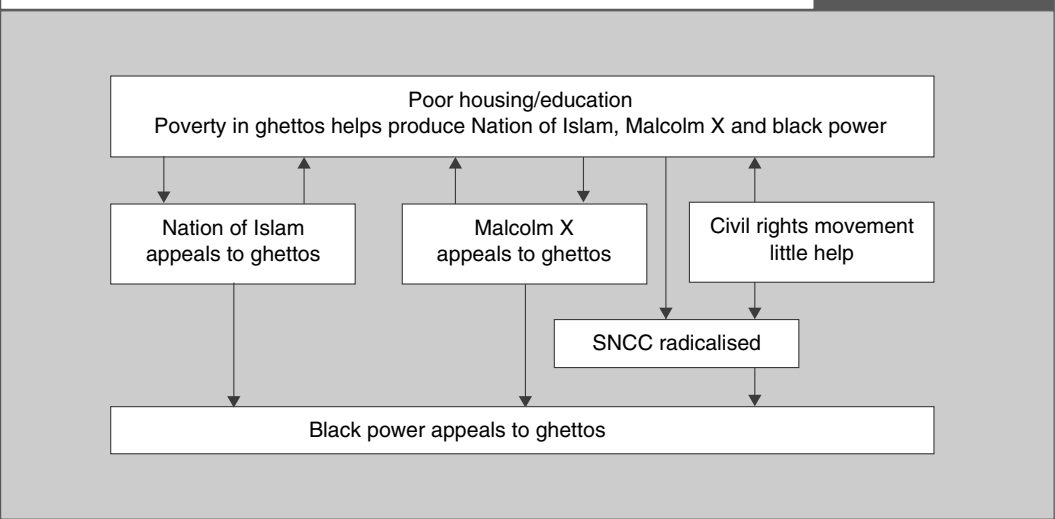 Poor housing/education
Poverty in ghettos helps produce Nation of Islam, Malcolm X and black power
Nation of Islam
appeals to ghettos
Malcolm X
appeals to ghettos
Civil rights movement
little help
SNCC radicalised
Black power appeals to ghettos